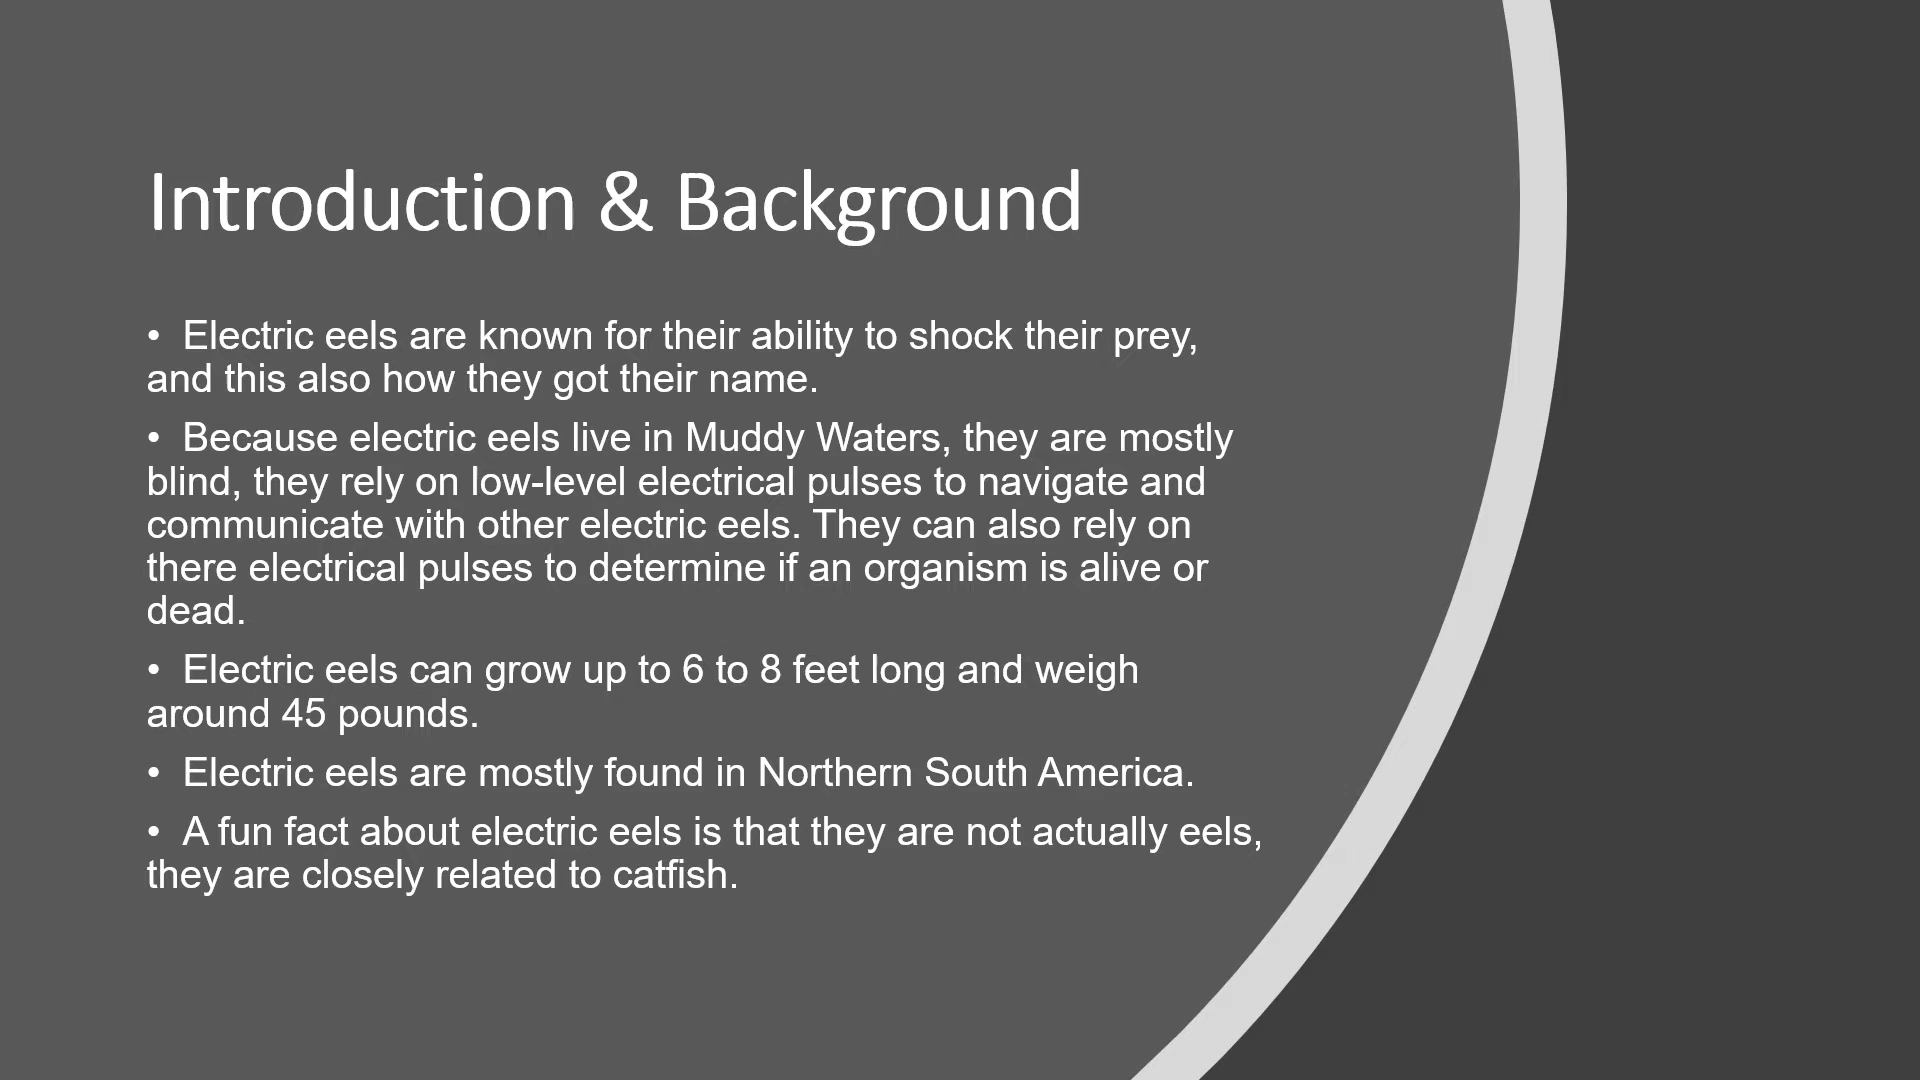 Introduction & Background
• Electric eels are known for their ability to shock their prey,
and this also how they got their name.
• Because electric eels live in Muddy Waters, they are mostly
blind, they rely on low-level electrical pulses to navigate and
communicate with other electric eels. They can also rely on
there electrical pulses to determine if an organism is alive or
dead.
• Electric eels can grow up to 6 to 8 feet long and weigh
around 45 pounds.
• Electric eels are mostly found in Northern South America.
• A fun fact about electric eels is that they are not actually eels,
they are closely related to catfish.